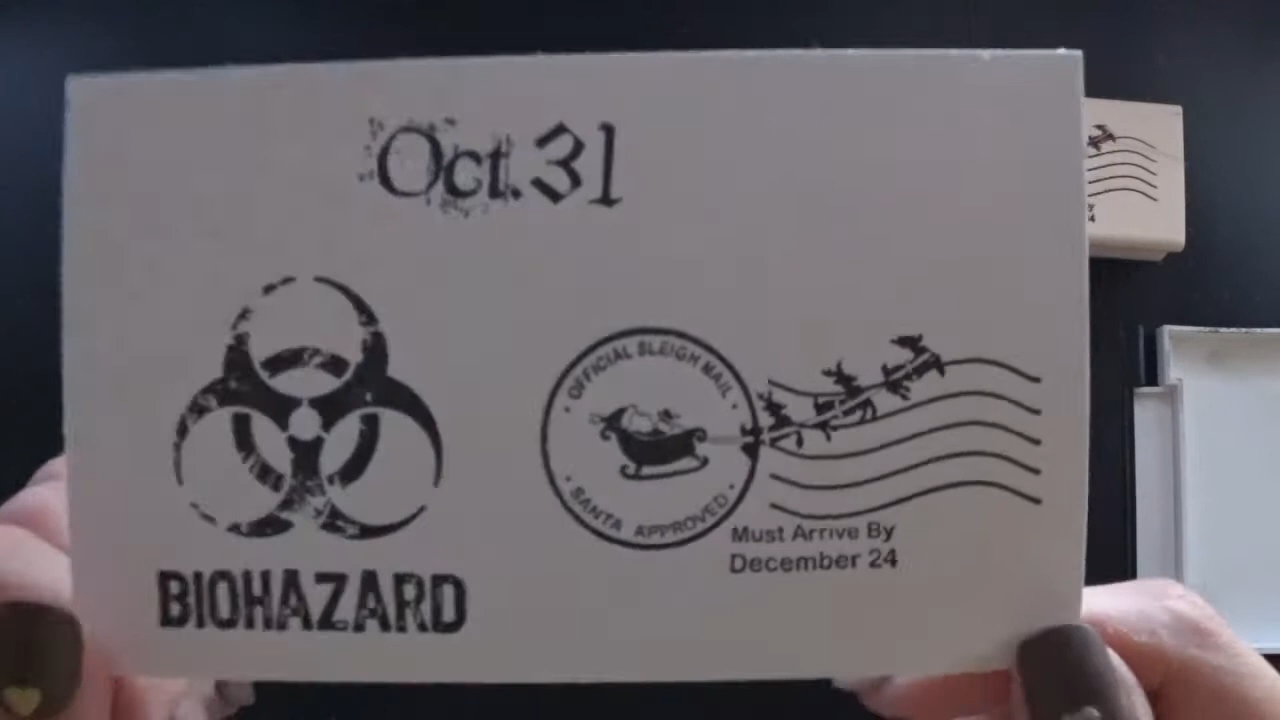 Oct. 31
OFFICIAL SLEIGH MAIL
SANTA APPROVED
Must Arrive By
December 24
BIOHAZARD